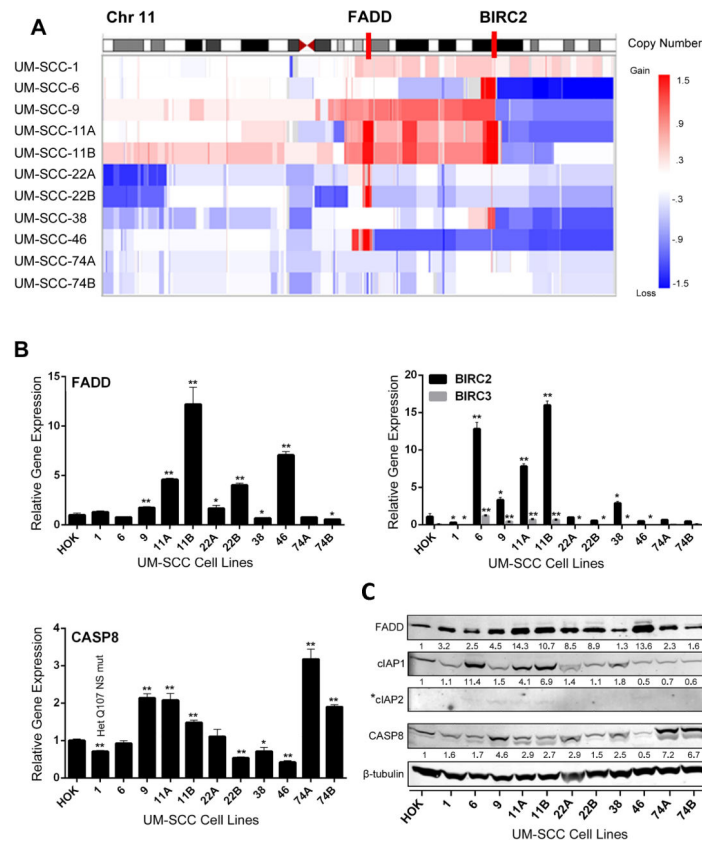 A
Chr 11 FADD BIRC2
Copy Number
Gain
1.5
.9
.3
-.3
-.9
-1.5
Loss
UM-SCC-1
UM-SCC-6
UM-SCC-9
UM-SCC-11A
UM-SCC-11B
UM-SCC-22A
UM-SCC-22B
UM-SCC-38
UM-SCC-46
UM-SCC-74A
UM-SCC-74B
B
FADD
Relative Gene Expression
15
10
5
0
** ** ** * ** * ** *
HOK 1 6 9 11A 11B 22A 22B 38 46 74A 74B
UM-SCC Cell Lines
BIRC2
BIRC3
Relative Gene Expression
20
15
10
5
0
* * ** ** * ** ** ** ** ** * * * * * *
HOK 1 6 9 11A 11B 22A 22B 38 46 74A 74B
UM-SCC Cell Lines
CASP8
Relative Gene Expression
4
3
2
1
0
Het Q107 NS mut
** ** ** ** ** * ** ** **
HOK 1 6 9 11A 11B 22A 22B 38 46 74A 74B
UM-SCC Cell Lines
C
FADD
1 3.2 2.5 4.5 14.3 10.7 8.5 8.9 1.3 13.6 2.3 1.6
cIAP1
1 1.1 11.4 1.5 4.1 6.9 1.4 1.1 1.8 0.5 0.7 0.6
*cIAP2
CASP8
1 1.6 1.7 4.6 2.9 2.7 2.9 1.5 2.5 0.5 7.2 6.7
β-tubulin
HOK 1 6 9 11A 11B 22A 22B 38 46 74A 74B
UM-SCC Cell Lines